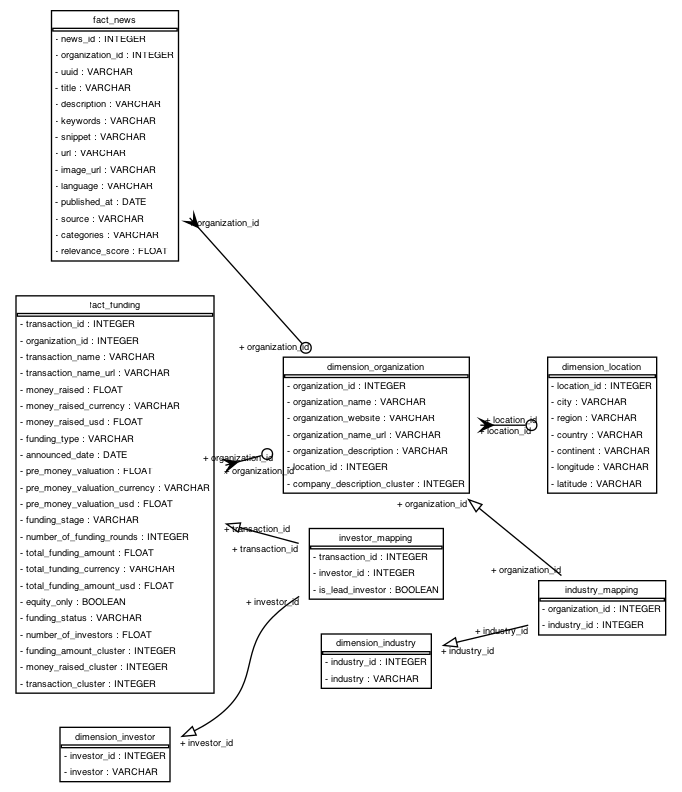 fact_news
- news_id : INTEGER
- organization_id : INTEGER
- uuid : VARCHAR
- title : VARCHAR
- description : VARCHAR
- keywords : VARCHAR
- snippet : VARCHAR
- url : VARCHAR
- image_url : VARCHAR
- language : VARCHAR
- published_at : DATE
- source : VARCHAR
- categories : VARCHAR
- relevance_score : FLOAT
organization_id
+ organization_id
fact_funding
- transaction_id : INTEGER
- organization_id : INTEGER
- transaction_name : VARCHAR
- transaction_name_url : VARCHAR
- money_raised : FLOAT
- money_raised_currency : VARCHAR
- money_raised_usd : FLOAT
- funding_type : VARCHAR
- announced_date : DATE
- pre_money_valuation : FLOAT
- pre_money_valuation_currency : VARCHAR
- pre_money_valuation_usd : FLOAT
- funding_stage : VARCHAR
- number_of_funding_rounds : INTEGER
- total_funding_amount : FLOAT
- total_funding_currency : VARCHAR
- total_funding_amount_usd : FLOAT
- equity_only : BOOLEAN
- funding_status : VARCHAR
- number_of_investors : FLOAT
- funding_amount_cluster : INTEGER
- money_raised_cluster : INTEGER
- transaction_cluster : INTEGER
+ organization_id
+ organization_id
dimension_organization
- organization_id : INTEGER
- organization_name : VARCHAR
- organization_website : VARCHAR
- organization_name_url : VARCHAR
- organization_description : VARCHAR
- location_id : INTEGER
- company_description_cluster : INTEGER
+ location_id
+ location_id
dimension_location
- location_id : INTEGER
- city : VARCHAR
- region : VARCHAR
- country : VARCHAR
- continent : VARCHAR
- longitude : VARCHAR
- latitude : VARCHAR
+ organization_id
+ organization_id
+ transaction_id
+ transaction_id
investor_mapping
- transaction_id : INTEGER
- investor_id : INTEGER
- is_lead_investor : BOOLEAN
+ investor_id
industry_mapping
- organization_id : INTEGER
- industry_id : INTEGER
+ industry_id
+ industry_id
dimension_industry
- industry_id : INTEGER
- industry : VARCHAR
+ investor_id
dimension_investor
- investor_id : INTEGER
- investor : VARCHAR